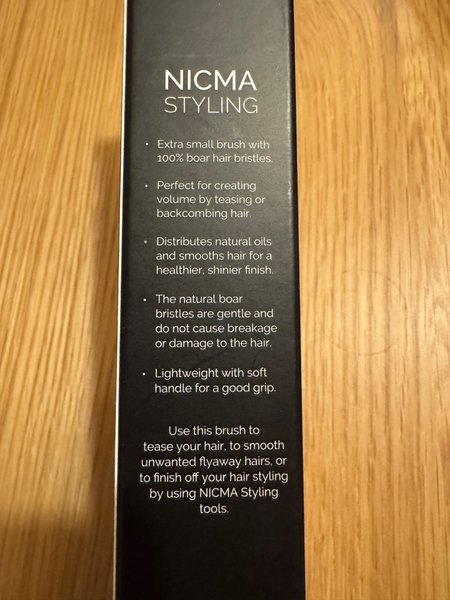 NICMA
STYLING
• Extra small brush with
100% boar hair bristles.
• Perfect for creating
volume by teasing or
backcombing hair.
• Distributes natural oils
and smooths hair for a
healthier, shinier finish.
• The natural boar
bristles are gentle and
do not cause breakage
or damage to the hair.
• Lightweight with soft
handle for a good grip.
Use this brush to
tease your hair, to smooth
unwanted flyaway hairs, or
to finish off your hair styling
by using NICMA Styling
tools.